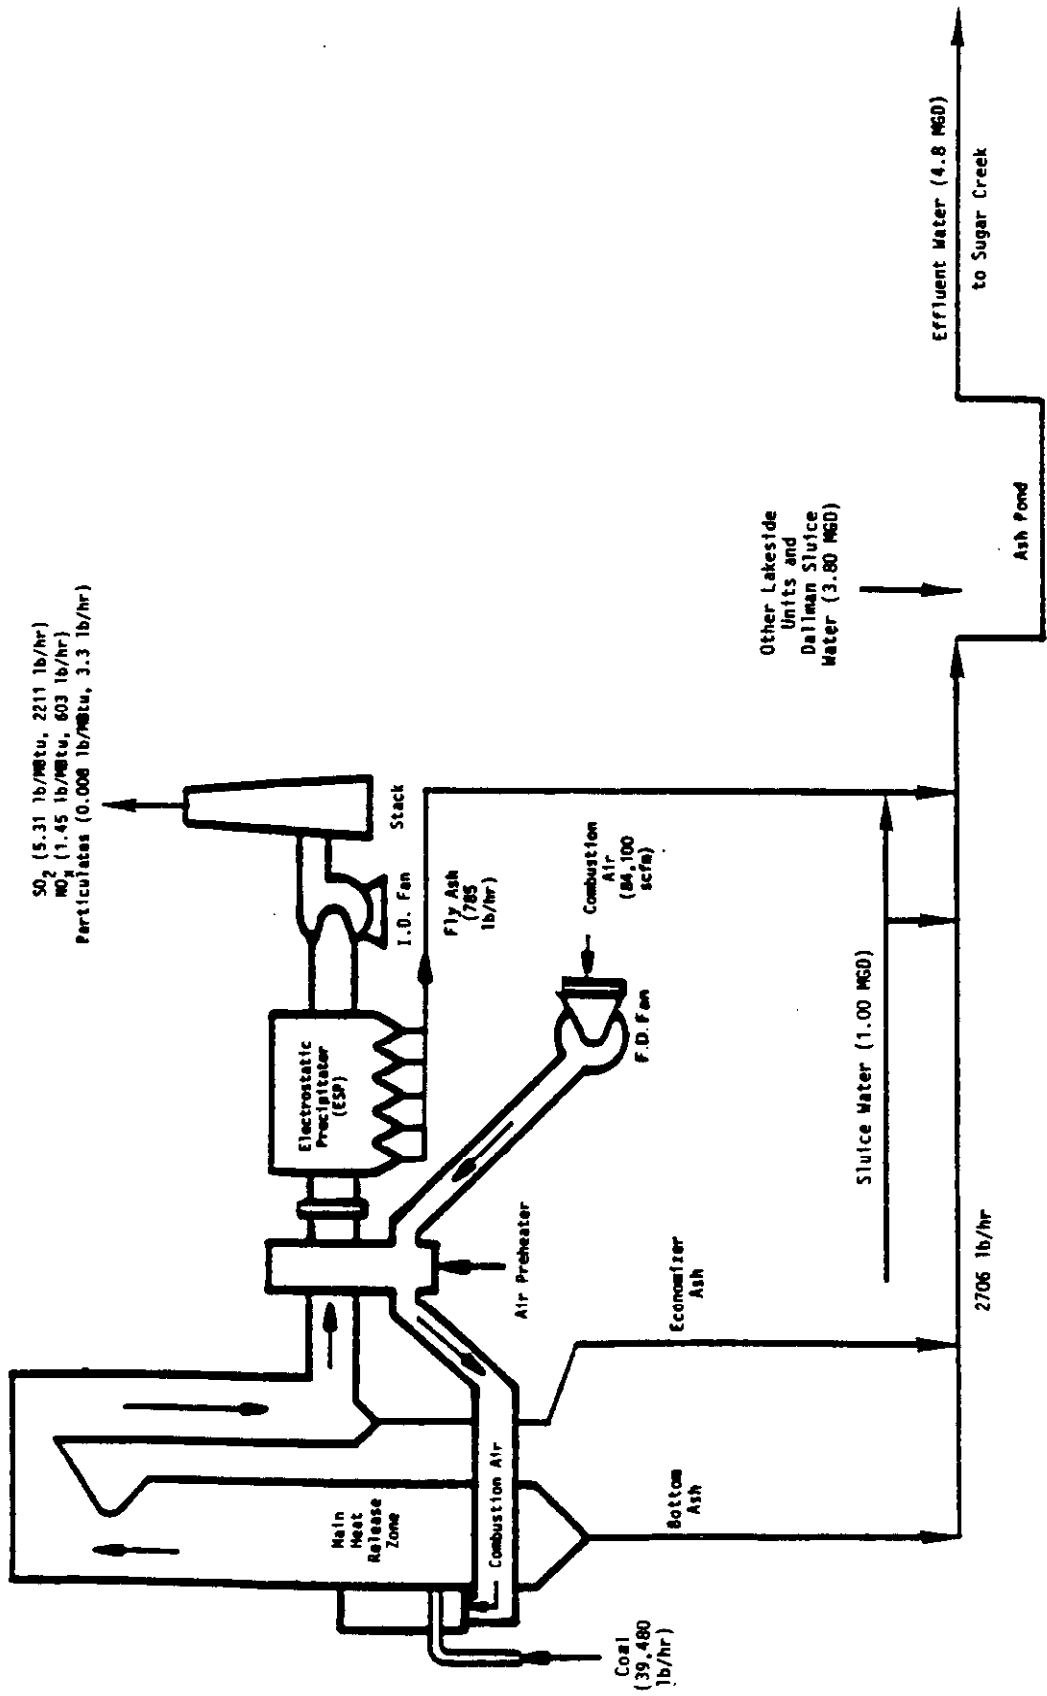 SO2 (5.31 lb/MBtu, 2211 lb/hr)
NOx (1.45 lb/MBtu, 603 lb/hr)
Particulates (0.008 lb/MBtu, 3.3 lb/hr)
Stack
I.D. Fan
Electrostatic
Precipitator
(ESP)
Fly Ash
(785
lb/hr)
Combustion
Air
(84,100
scfm)
F.D. Fan
Air Preheater
Main
Heat
Release
Zone
Combustion Air
Coal
(39,480
lb/hr)
Bottom
Ash
Economizer
Ash
Sluice Water (1.00 MGD)
2706 lb/hr
Other Lakeside
Units and
Dallman Sluice
Water (3.80 MGD)
Ash Pond
Effluent Water (4.8 MGD)
to Sugar Creek